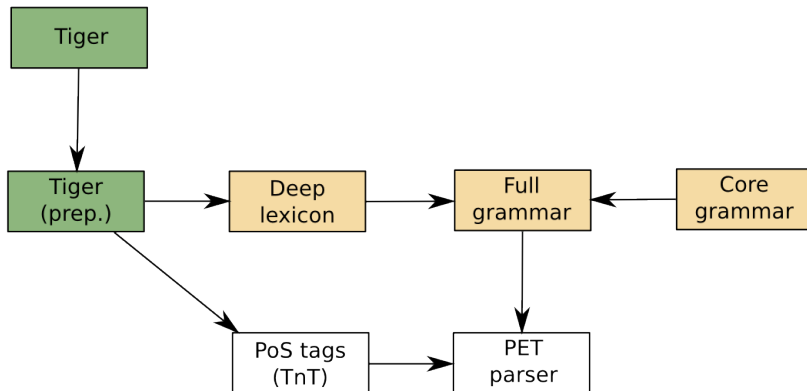 Tiger
Tiger
(prep.)
Deep
lexicon
Full
grammar
Core
grammar
PoS tags
(TnT)
PET
parser